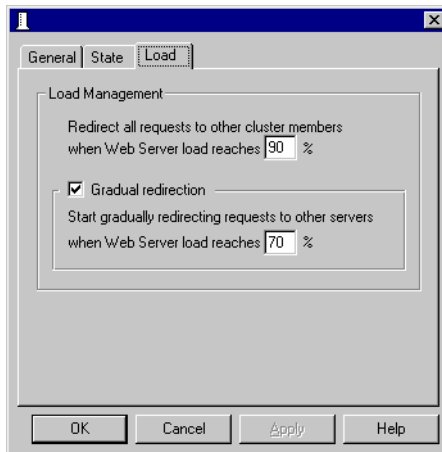 General State Load
Load Management
Redirect all requests to other cluster members
when Web Server load reaches 90 %
Gradual redirection
Start gradually redirecting requests to other servers
when Web Server load reaches 70 %
OK Cancel Apply Help